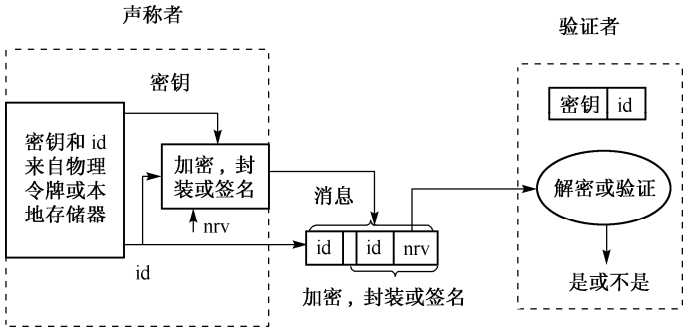 声称者
验证者
密钥
密钥 id
密钥和 id
来自物理
令牌或本
地存储器
加密，封
装或签名
nrv
id
消息
id id nrv
加密，封装或签名
解密或验证
是或不是